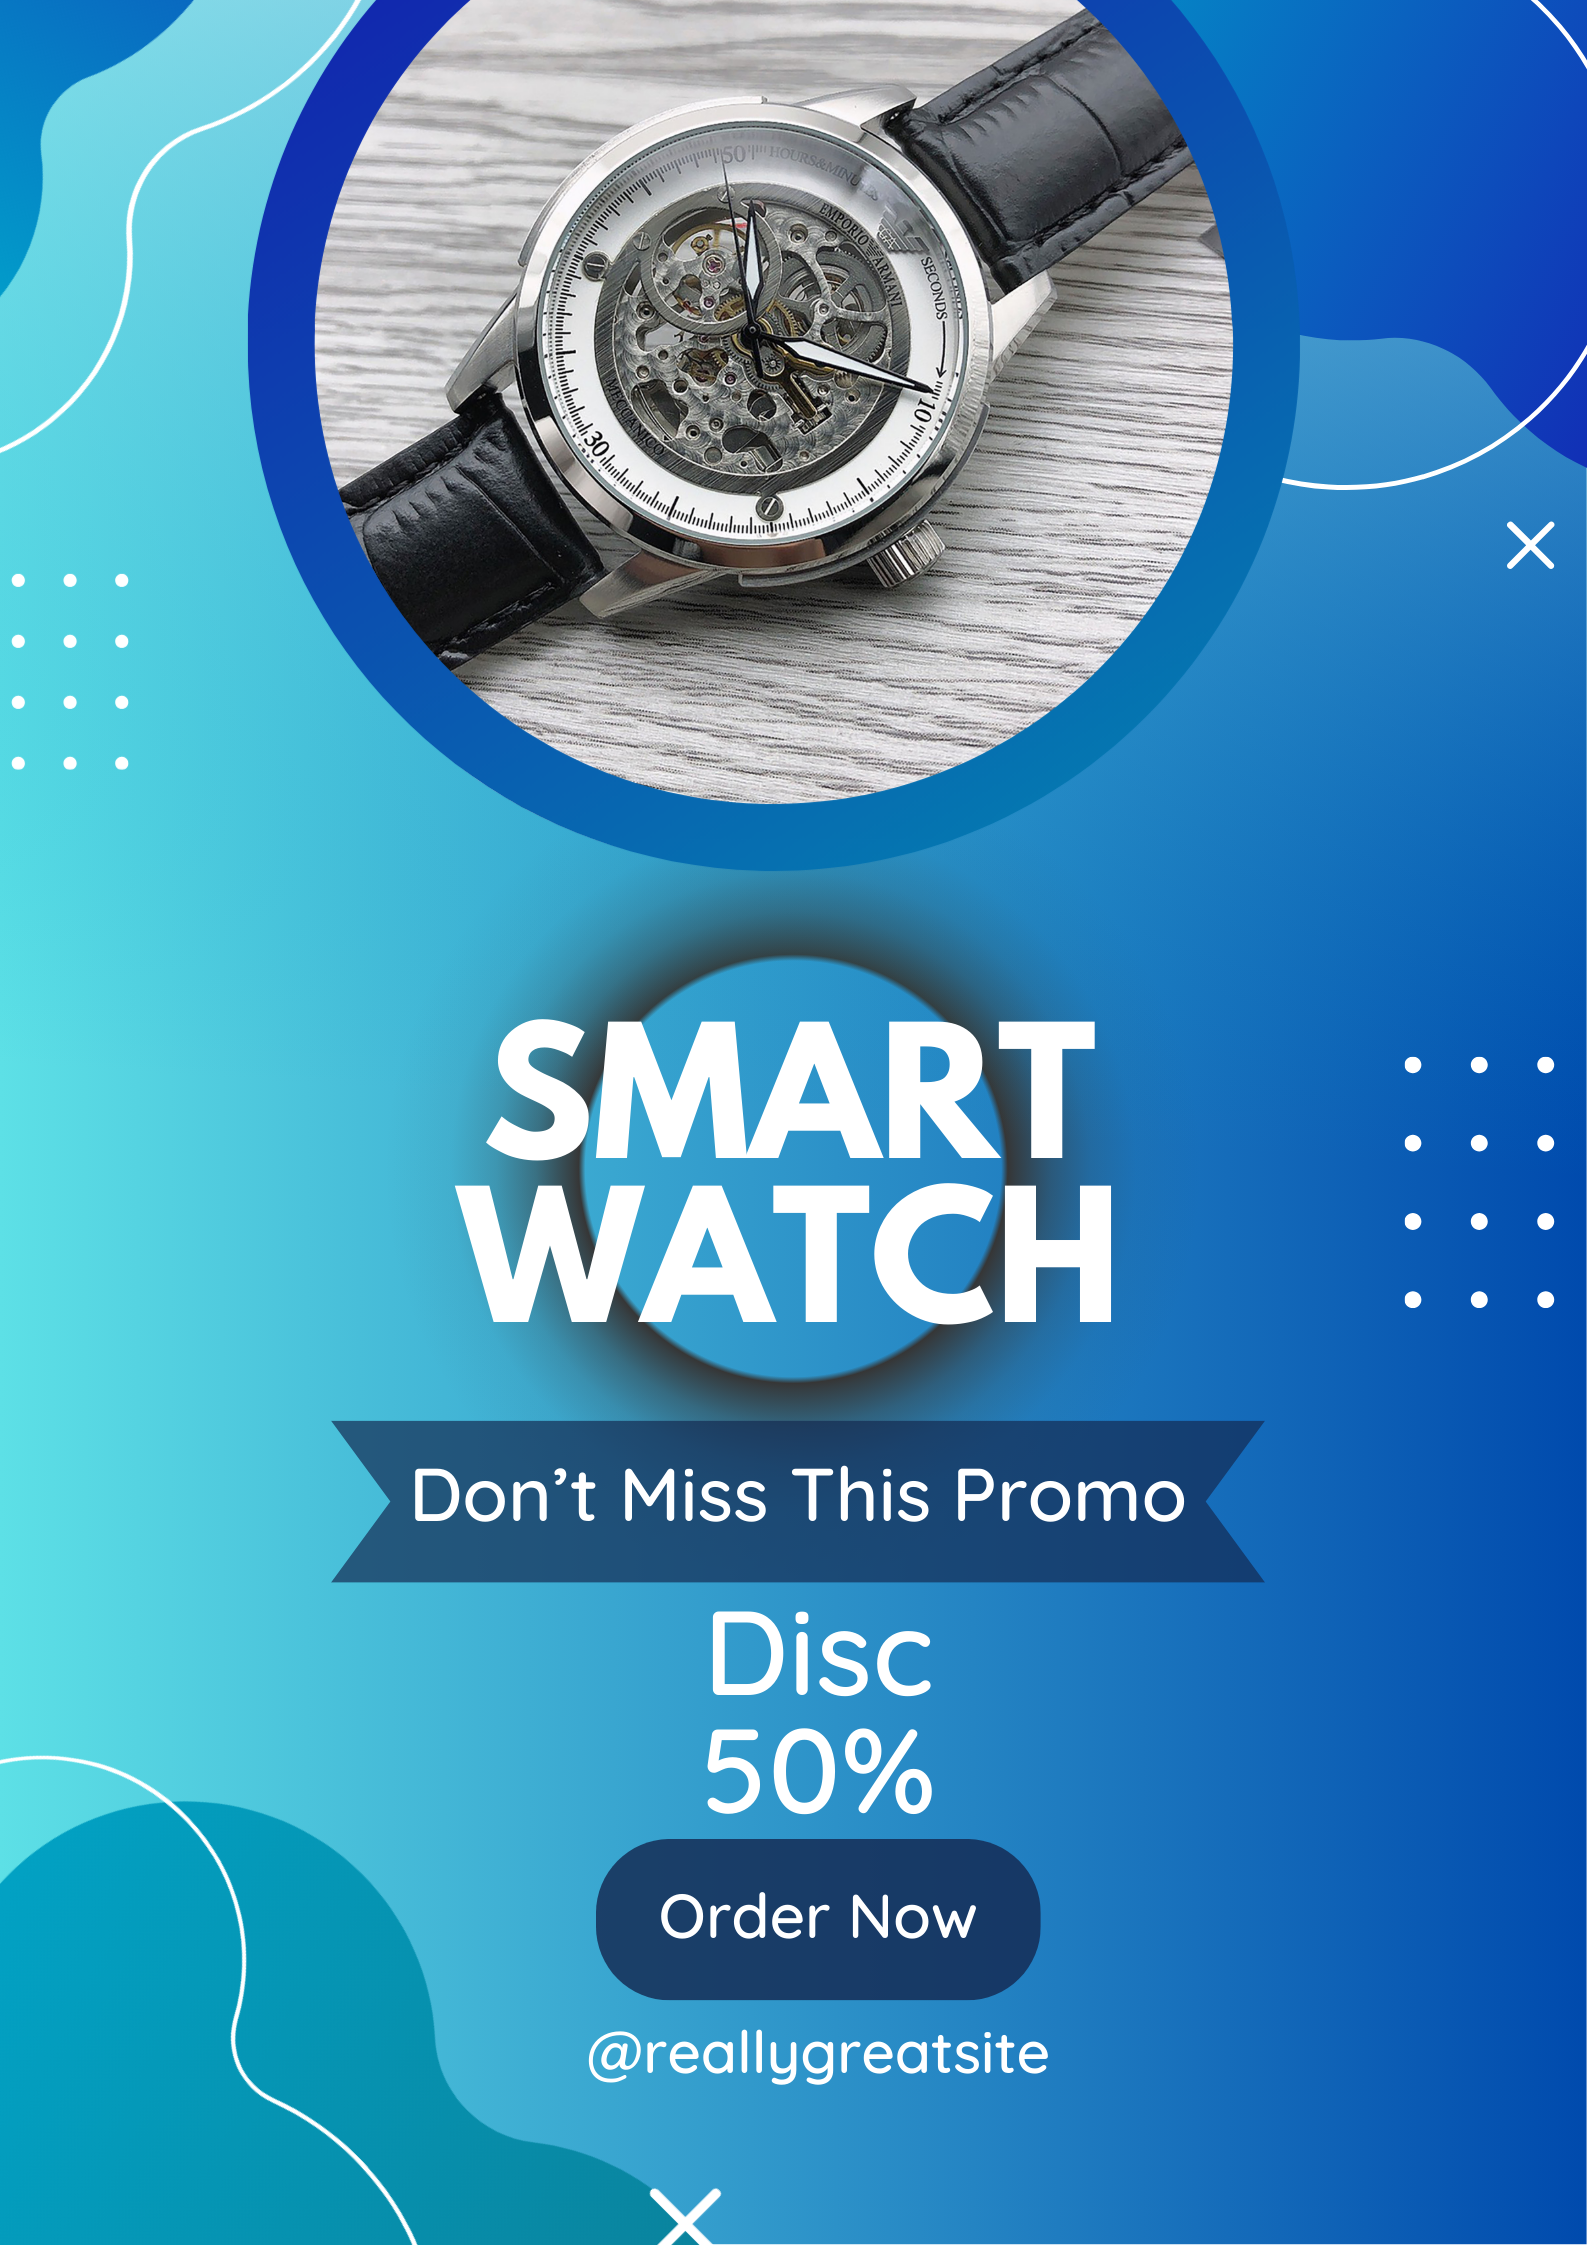 50
HOURS&MINUTES
EMPORIO ARMANI
SECONDS
10
30
MECCANICO
SMART
WATCH
Don’t Miss This Promo
Disc
50%
Order Now
@reallygreatsite